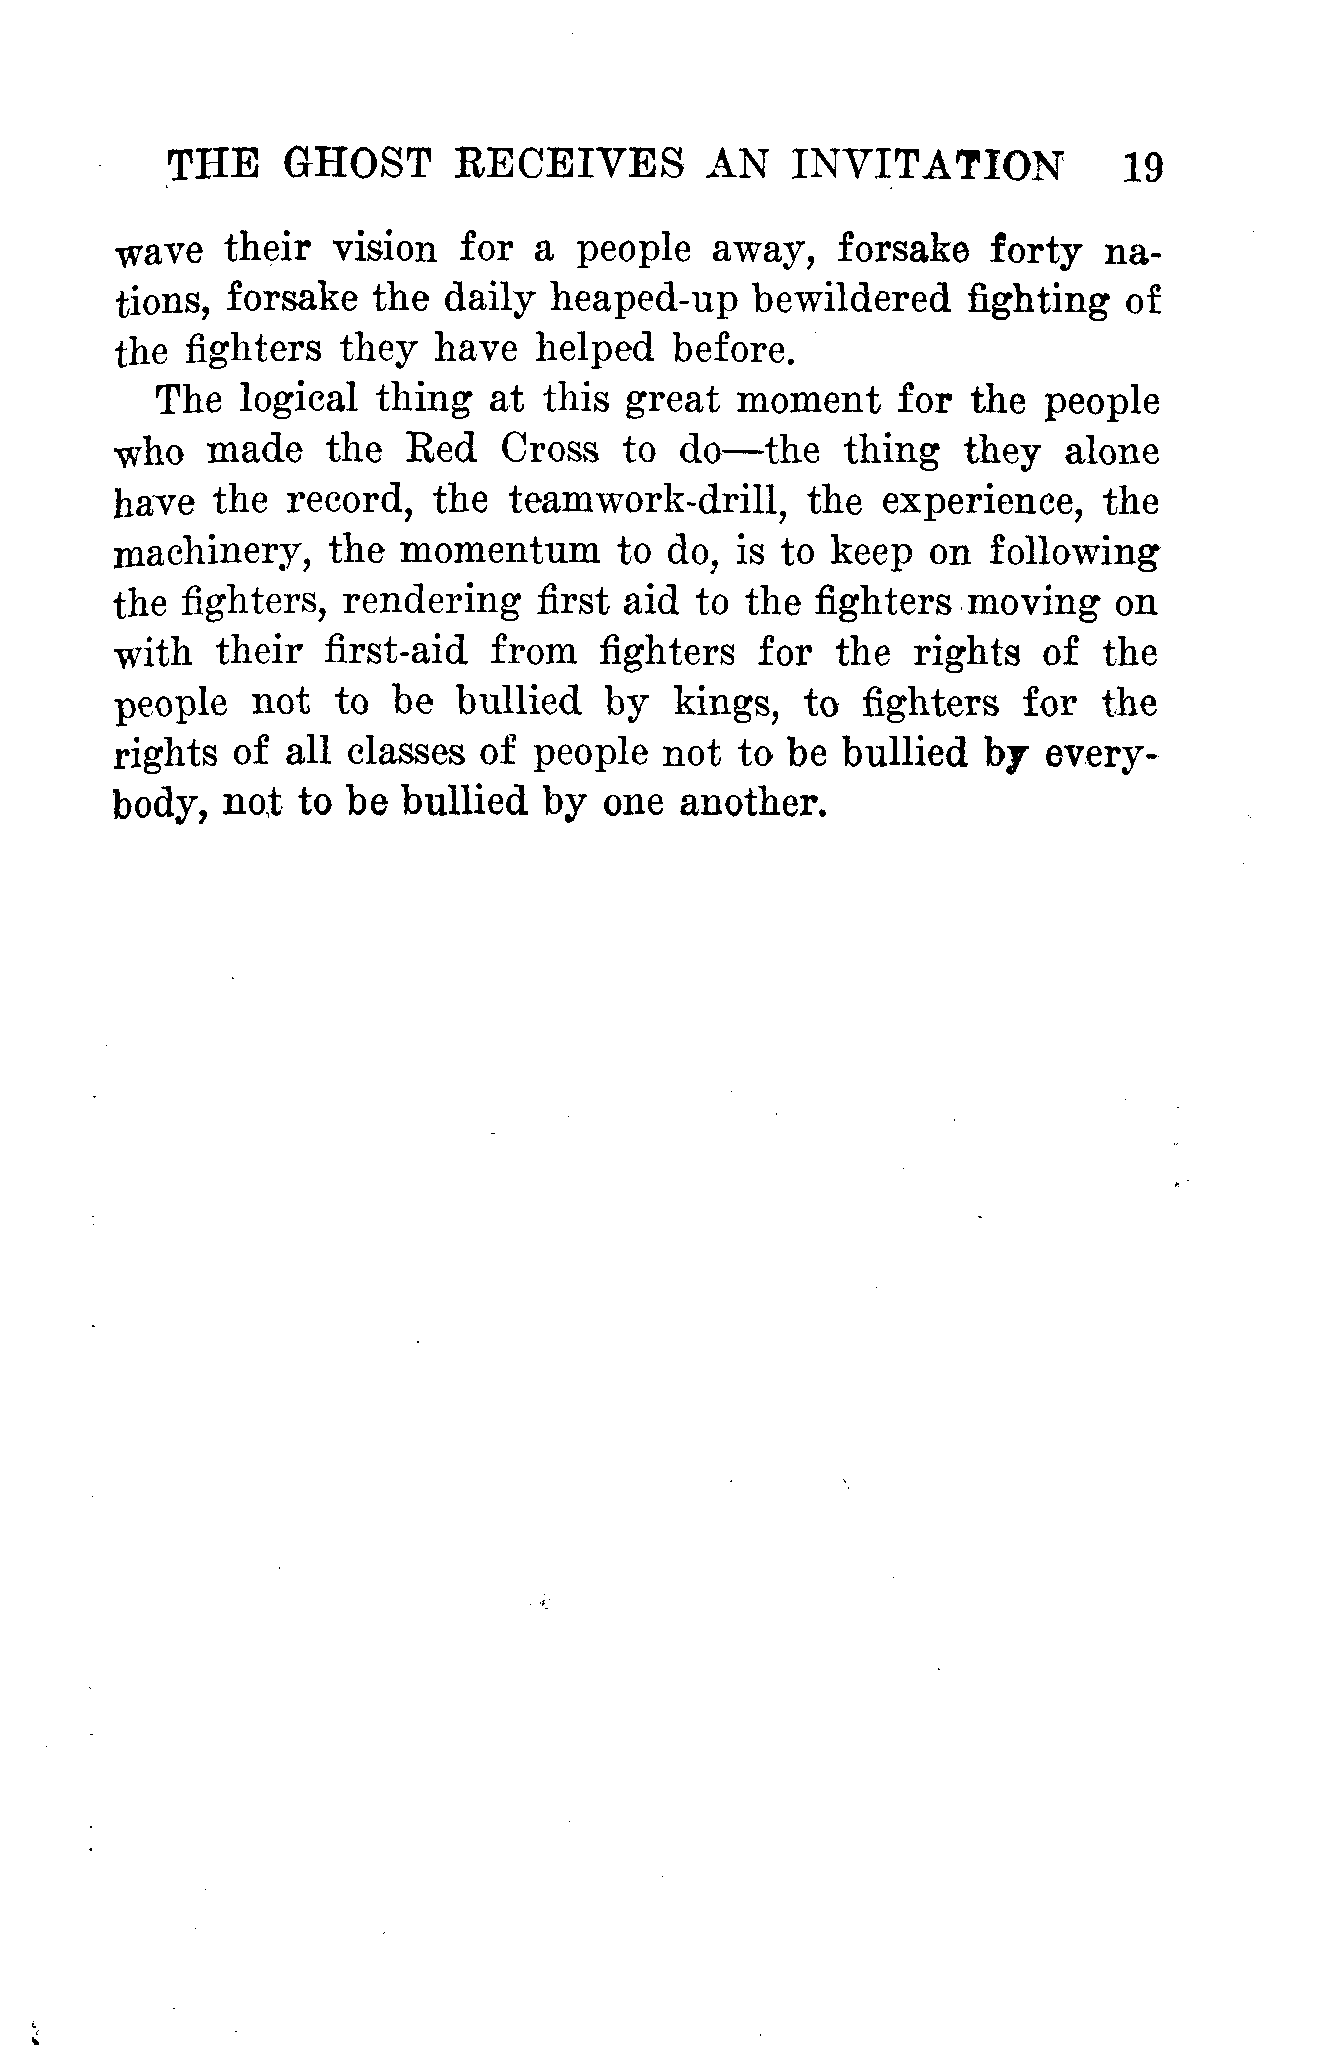 THE GHOST RECEIVES AN INVITATION 19
wave their vision for a people away, forsake forty na-
tions, forsake the daily heaped-up bewildered fighting of
the fighters they have helped before.
The logical thing at this great moment for the people
who made the Red Cross to do—the thing they alone
have the record, the teamwork-drill, the experience, the
machinery, the momentum to do, is to keep on following
the fighters, rendering first aid to the fighters moving on
with their first-aid from fighters for the rights of the
people not to be bullied by kings, to fighters for the
rights of all classes of people not to be bullied by every-
body, not to be bullied by one another.